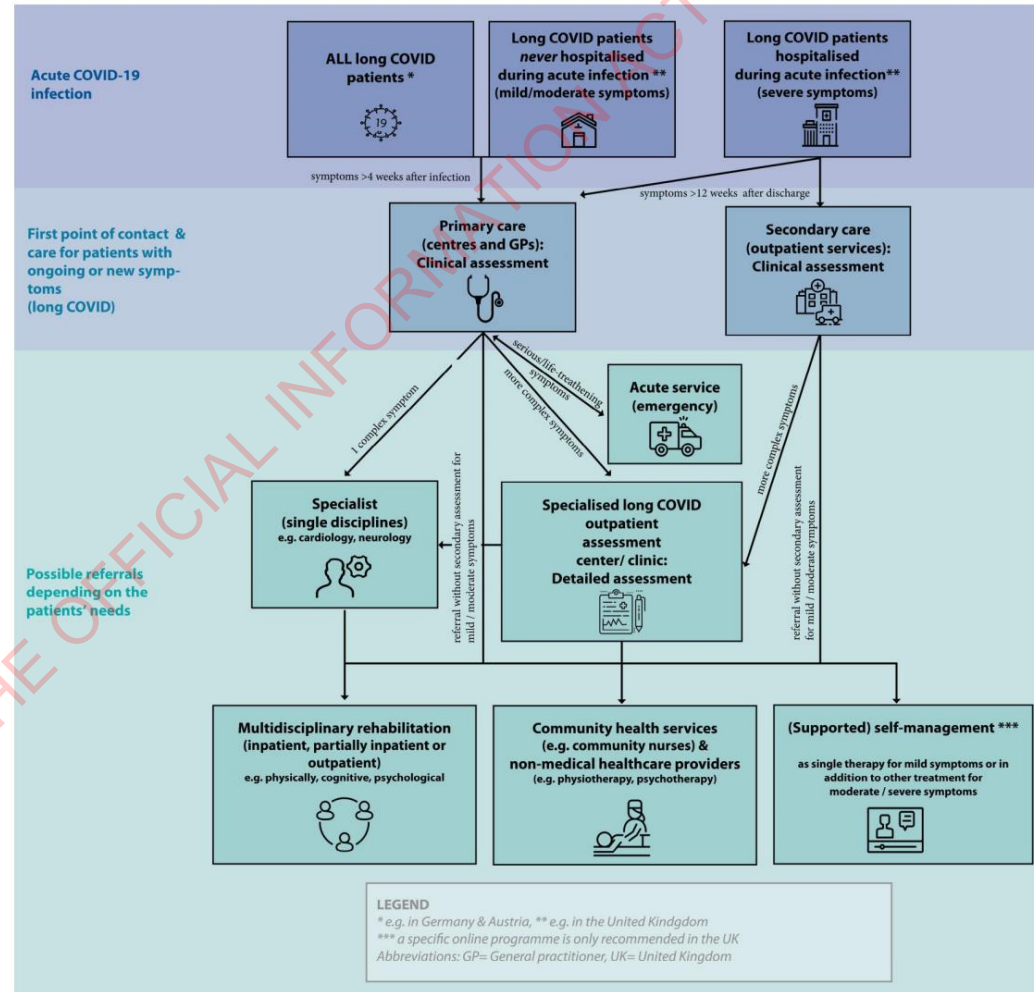 Acute COVID-19
infection
ALL long COVID
patients *
19
Long COVID patients
never hospitalised
during acute infection **
(mild/moderate symptoms)
Long COVID patients
hospitalised
during acute infection**
(severe symptoms)
symptoms >4 weeks after infection
symptoms >12 weeks after discharge
First point of contact &
care for patients with
ongoing or new symp-
toms
(long COVID)
Primary care
(centres and GPs):
Clinical assessment
Secondary care
(outpatient services):
Clinical assessment
1 complex symptom
serious/life-treathening
symptoms
more complex symptoms
Acute service
(emergency)
more complex symptoms
Possible referrals
depending on the
patients' needs
Specialist
(single disciplines)
e.g. cardiology, neurology
referral without secondary assessment for
mild / moderate symptoms
Specialised long COVID
outpatient
assessment
center/ clinic:
Detailed assessment
referral without secondary assessment
for mild / moderate symptoms
Multidisciplinary rehabilitation
(inpatient, partially inpatient or
outpatient)
e.g. physically, cognitive, psychological
Community health services
(e.g. community nurses) &
non-medical healthcare providers
(e.g. physiotherapy, psychotherapy)
(Supported) self-management ***
as single therapy for mild symptoms or in
addition to other treatment for
moderate / severe symptoms
LEGEND
* e.g. in Germany & Austria, ** e.g. in the United Kindgdom
*** a specific online programme is only recommended in the UK
Abbreviations: GP= General practitioner, UK= United Kingdom
THE OFFICIAL INFORMATION ACT